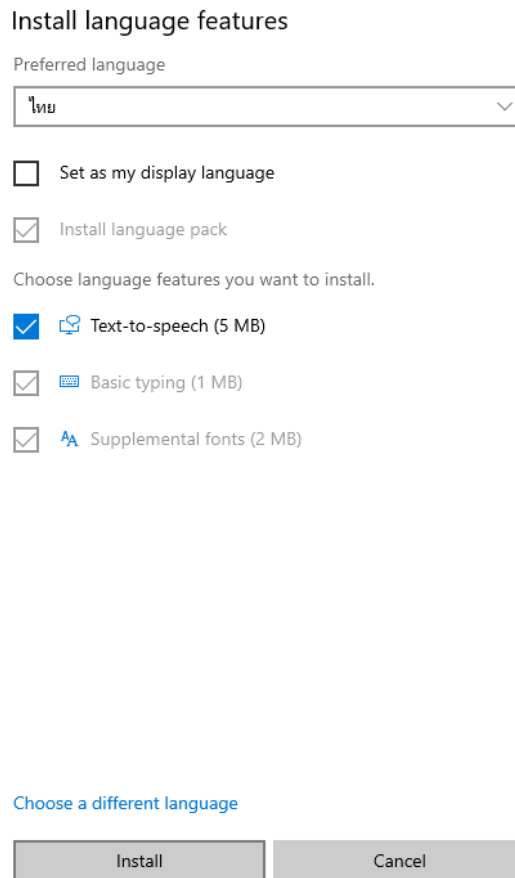 Install language features
Preferred language
ไทย
Set as my display language
Install language pack
Choose language features you want to install.
Text-to-speech (5 MB)
Basic typing (1 MB)
Supplemental fonts (2 MB)
Choose a different language
Install
Cancel